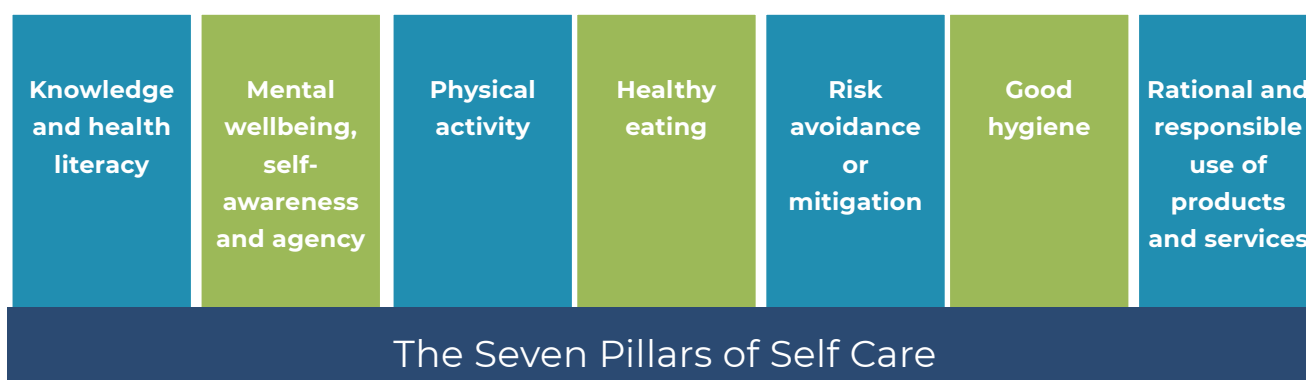 Knowledge
and health
literacy
Mental
wellbeing,
self-
awareness
and agency
Physical
activity
Healthy
eating
Risk
avoidance
or
mitigation
Good
hygiene
Rational and
responsible
use of
products
and services
The Seven Pillars of Self Care